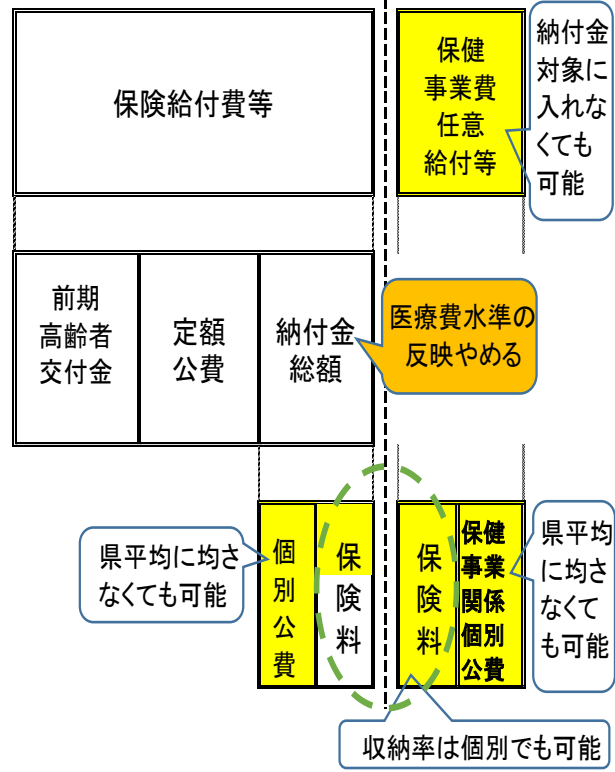 保険給付費等
保健
事業費
任意
給付等
納付金
対象に
入れな
くても
可能
前期
高齢者
交付金
定額
公費
納付金
総額
医療費水準の
反映やめる
県平均に均さ
なくても可能
個
別
公
費
保
険
料
保
険
料
保健
事業
関係
個別
公費
県平均
に均さ
なくて
も可能
収納率は個別でも可能